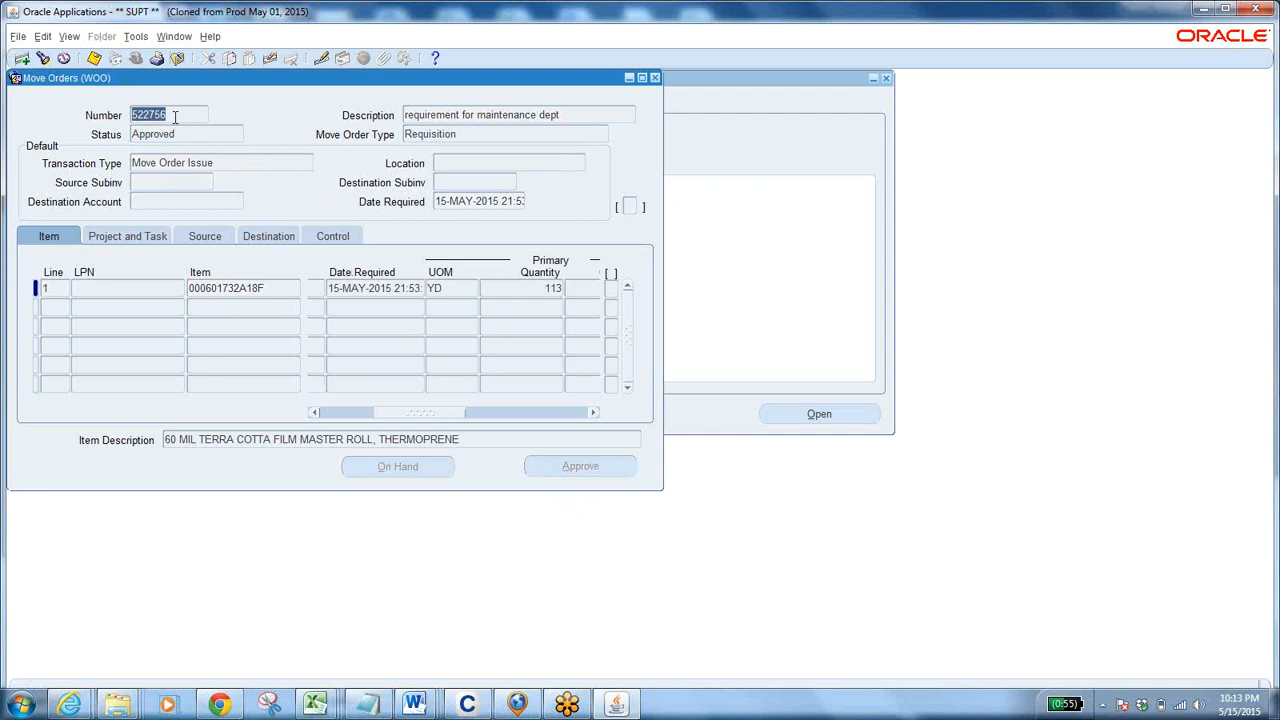 Oracle Applications - ** SUPT ** (Cloned from Prod May 01, 2015)
File Edit View Folder Tools Window Help
ORACLE
Move Orders (WOO)
Number 522756 Description requirement for maintenance dept
Status Approved Move Order Type Requisition
Default
Transaction Type Move Order Issue Location
Source Subinv Destination Subinv
Destination Account Date Required 15-MAY-2015 21:53
[ ]
Item Project and Task Source Destination Control
Primary
Line LPN Item Date Required UOM Quantity [ ]
1 000601732A18F 15-MAY-2015 21:53: YD 113
Open
Item Description 60 MIL TERRA COTTA FILM MASTER ROLL, THERMOPRENE
On Hand Approve
(0:55)
10:13 PM
5/15/2015